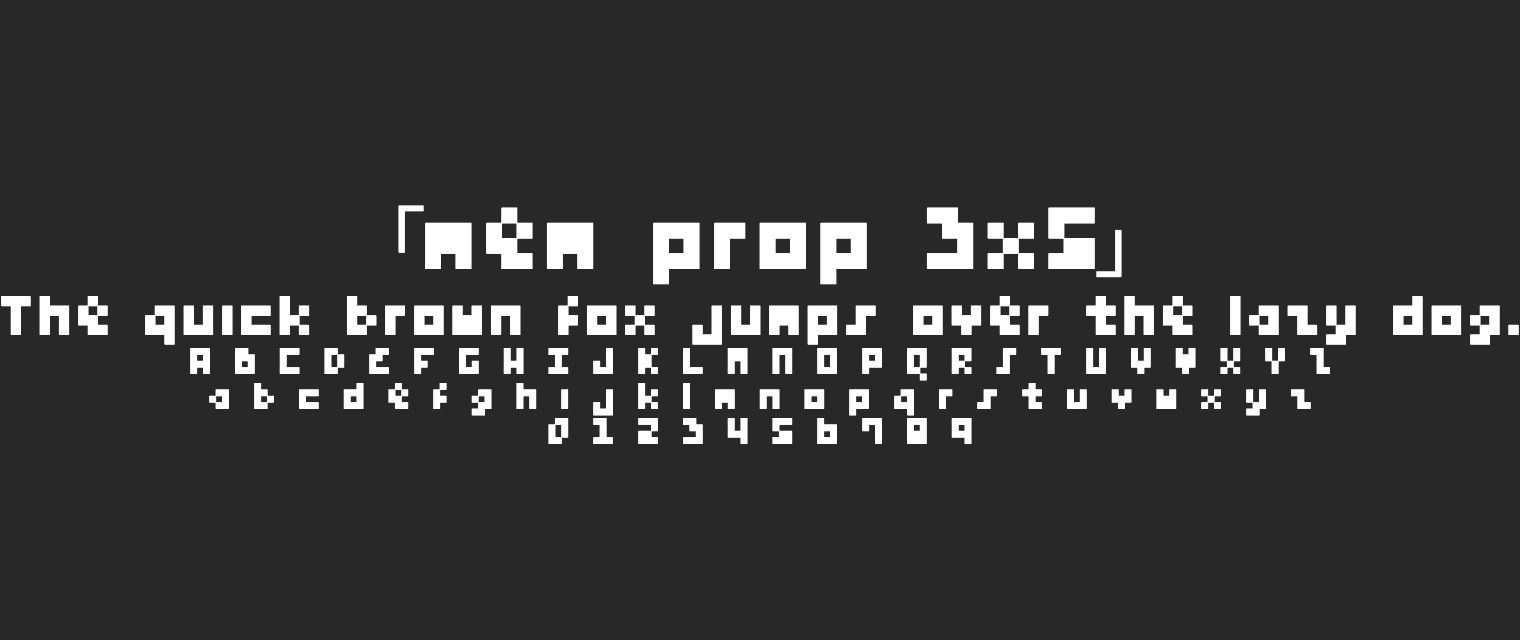 「mem prop 3x5」
The quick brown fox jumps over the lazy dog.
A B C D E F G H I J K L M N O P Q R S T U V W X Y Z
a b c d e f g h i j k l m n o p q r s t u v w x y z
0 1 2 3 4 5 6 7 8 9